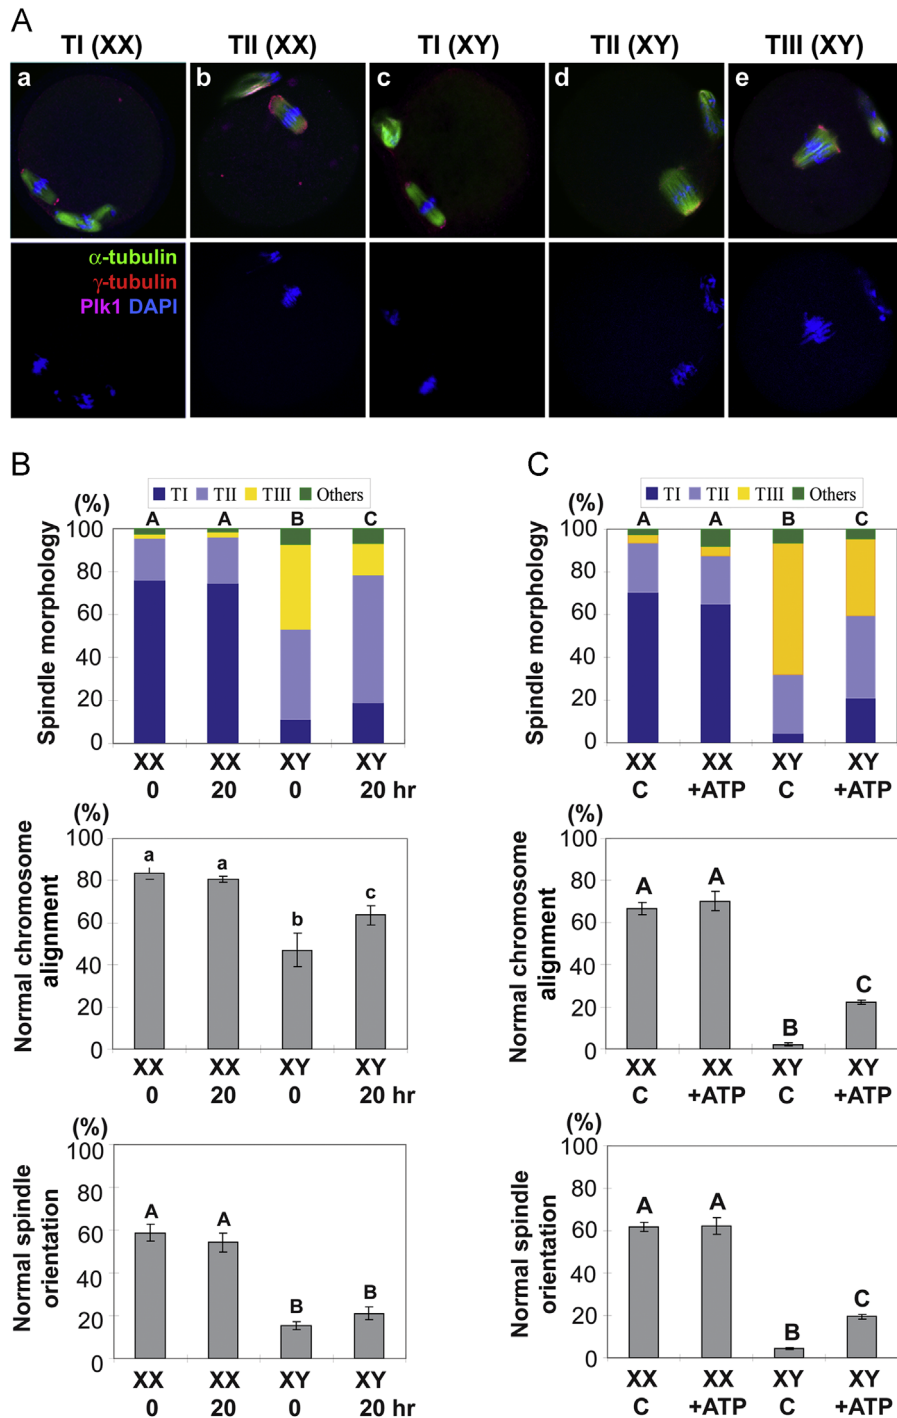 A
TI (XX) TII (XX) TI (XY) TII (XY) TIII (XY)
a b c d e
α-tubulin
γ-tubulin
Plk1 DAPI
B
TI TII TIII Others
(%)
A A B C
Spindle morphology
100
80
60
40
20
0
XX XX XY XY
0 20 0 20 hr
(%)
Normal chromosome
alignment
100
80
60
40
20
0
a a b c
XX XX XY XY
0 20 0 20 hr
(%)
Normal spindle
orientation
100
80
60
40
20
0
A A B B
XX XX XY XY
0 20 0 20 hr
C
TI TII TIII Others
(%)
A A B C
Spindle morphology
100
80
60
40
20
0
XX XX XY XY
C +ATP C +ATP
(%)
Normal chromosome
alignment
100
80
60
40
20
0
A A B C
XX XX XY XY
C +ATP C +ATP
(%)
Normal spindle
orientation
100
80
60
40
20
0
A A B C
XX XX XY XY
C +ATP C +ATP